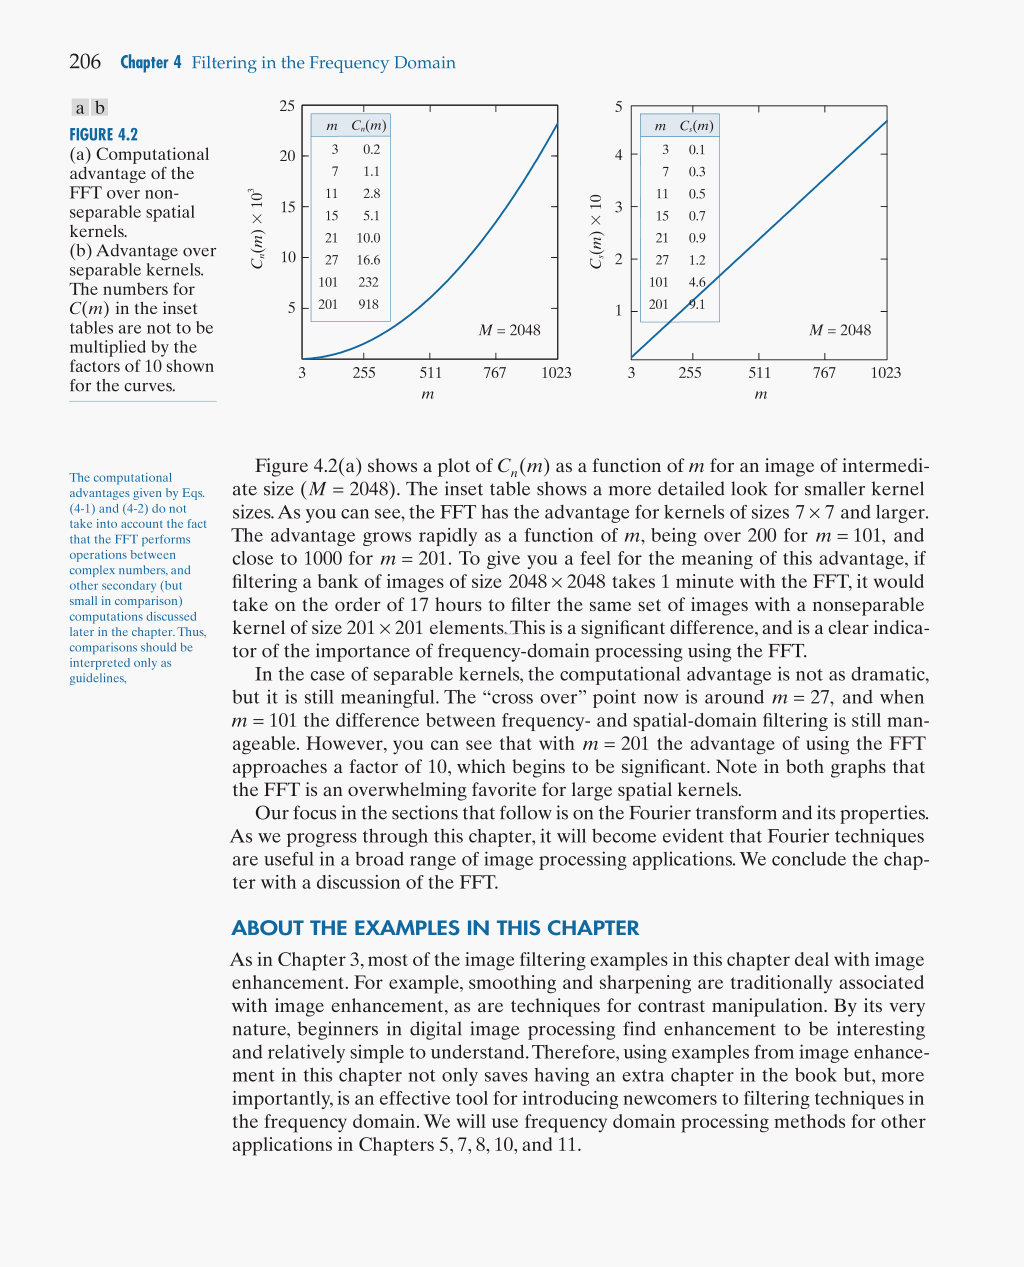 206 Chapter 4 Filtering in the Frequency Domain
a b
FIGURE 4.2
(a) Computational
advantage of the
FFT over non-
separable spatial
kernels.
(b) Advantage over
separable kernels.
The numbers for
C(m) in the inset
tables are not to be
multiplied by the
factors of 10 shown
for the curves.
25
20
15
10
5
Cn(m) × 10³
m Cn(m)
3 0.2
7 1.1
11 2.8
15 5.1
21 10.0
27 16.6
101 232
201 918
M = 2048
3 255 511 767 1023
m
5
4
3
2
1
Cs(m) × 10
m Cs(m)
3 0.1
7 0.3
11 0.5
15 0.7
21 0.9
27 1.2
101 4.6
201 9.1
M = 2048
3 255 511 767 1023
m
The computational
advantages given by Eqs.
(4-1) and (4-2) do not
take into account the fact
that the FFT performs
operations between
complex numbers, and
other secondary (but
small in comparison)
computations discussed
later in the chapter. Thus,
comparisons should be
interpreted only as
guidelines,
Figure 4.2(a) shows a plot of Cn(m) as a function of m for an image of intermedi-
ate size (M = 2048). The inset table shows a more detailed look for smaller kernel
sizes. As you can see, the FFT has the advantage for kernels of sizes 7 × 7 and larger.
The advantage grows rapidly as a function of m, being over 200 for m = 101, and
close to 1000 for m = 201. To give you a feel for the meaning of this advantage, if
filtering a bank of images of size 2048 × 2048 takes 1 minute with the FFT, it would
take on the order of 17 hours to filter the same set of images with a nonseparable
kernel of size 201 × 201 elements. This is a significant difference, and is a clear indica-
tor of the importance of frequency-domain processing using the FFT.
In the case of separable kernels, the computational advantage is not as dramatic,
but it is still meaningful. The “cross over” point now is around m = 27, and when
m = 101 the difference between frequency- and spatial-domain filtering is still man-
ageable. However, you can see that with m = 201 the advantage of using the FFT
approaches a factor of 10, which begins to be significant. Note in both graphs that
the FFT is an overwhelming favorite for large spatial kernels.
Our focus in the sections that follow is on the Fourier transform and its properties.
As we progress through this chapter, it will become evident that Fourier techniques
are useful in a broad range of image processing applications. We conclude the chap-
ter with a discussion of the FFT.
ABOUT THE EXAMPLES IN THIS CHAPTER
As in Chapter 3, most of the image filtering examples in this chapter deal with image
enhancement. For example, smoothing and sharpening are traditionally associated
with image enhancement, as are techniques for contrast manipulation. By its very
nature, beginners in digital image processing find enhancement to be interesting
and relatively simple to understand. Therefore, using examples from image enhance-
ment in this chapter not only saves having an extra chapter in the book but, more
importantly, is an effective tool for introducing newcomers to filtering techniques in
the frequency domain. We will use frequency domain processing methods for other
applications in Chapters 5, 7, 8, 10, and 11.